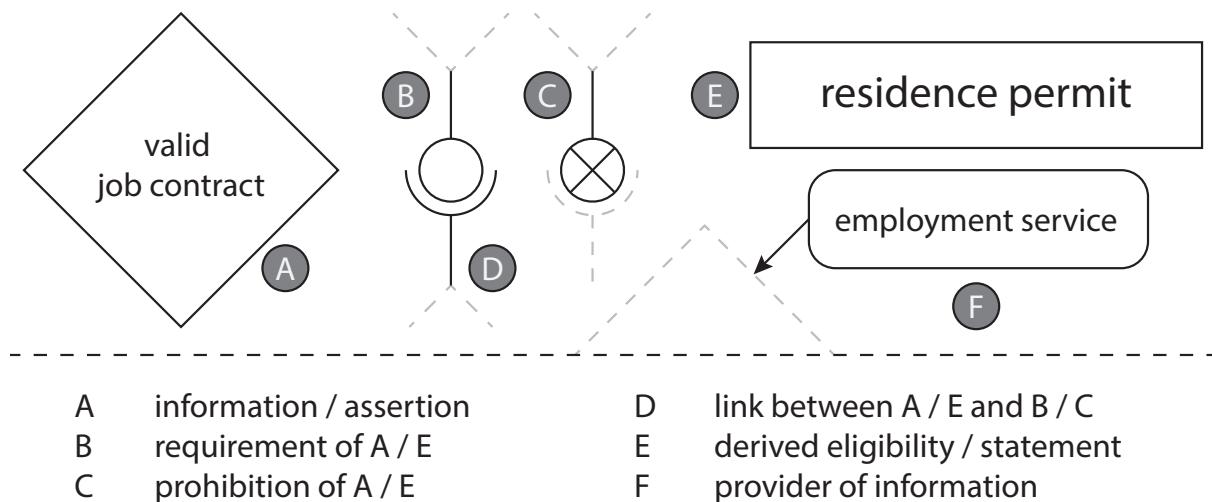 valid
job contract
A
B
C
D
E
residence permit
employment service
F
A information / assertion
B requirement of A / E
C prohibition of A / E
D link between A / E and B / C
E derived eligibility / statement
F provider of information